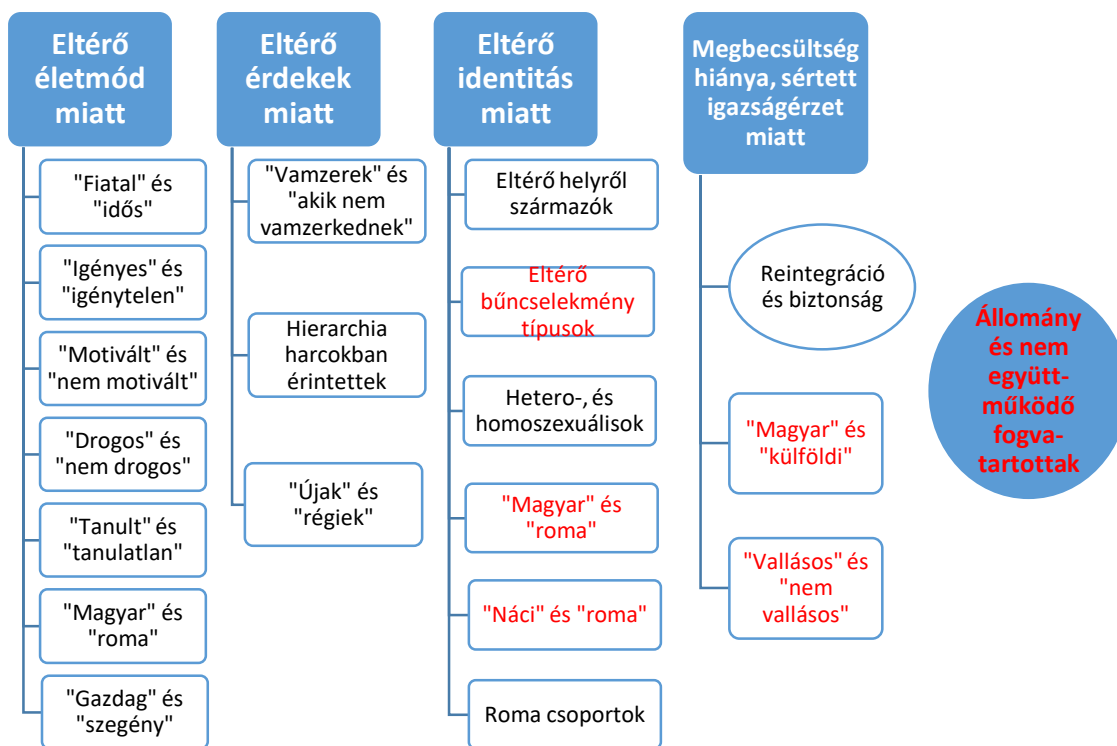 Eltérő
életmód
miatt
"Fiatal" és
"idős"
"Igényes" és
"igénytelen"
"Motivált" és
"nem motivált"
"Drogos" és
"nem drogos"
"Tanult" és
"tanulatlan"
"Magyar" és
"roma"
"Gazdag" és
"szegény"
Eltérő
érdekek
miatt
"Vamzerek" és
"akik nem
vamzerkednek"
Hierarchia
harcokban
érintettek
"Újak" és
"régiek"
Eltérő
identitás
miatt
Eltérő helyről
származók
Eltérő
bűncselekmény
típusok
Hetero-, és
homoszexuálisok
"Magyar" és
"roma"
"Náci" és "roma"
Roma csoportok
Megbecsültség
hiánya, sértett
igazságérzet
miatt
Reintegráció
és biztonság
"Magyar" és
"külföldi"
"Vallásos" és
"nem
vallásos"
Állomány
és nem
együtt-
működő
fogva-
tartottak